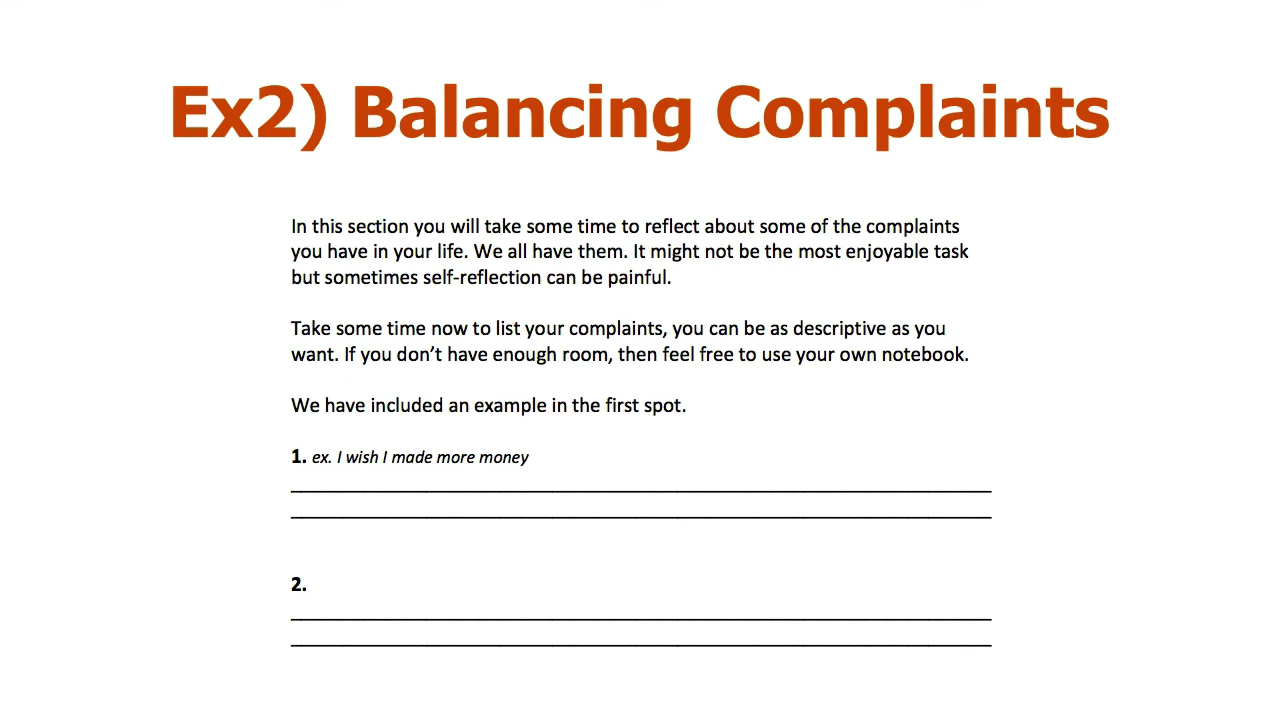 Ex2) Balancing Complaints
In this section you will take some time to reflect about some of the complaints
you have in your life. We all have them. It might not be the most enjoyable task
but sometimes self-reflection can be painful.
Take some time now to list your complaints, you can be as descriptive as you
want. If you don’t have enough room, then feel free to use your own notebook.
We have included an example in the first spot.
1. ex. I wish I made more money
2.